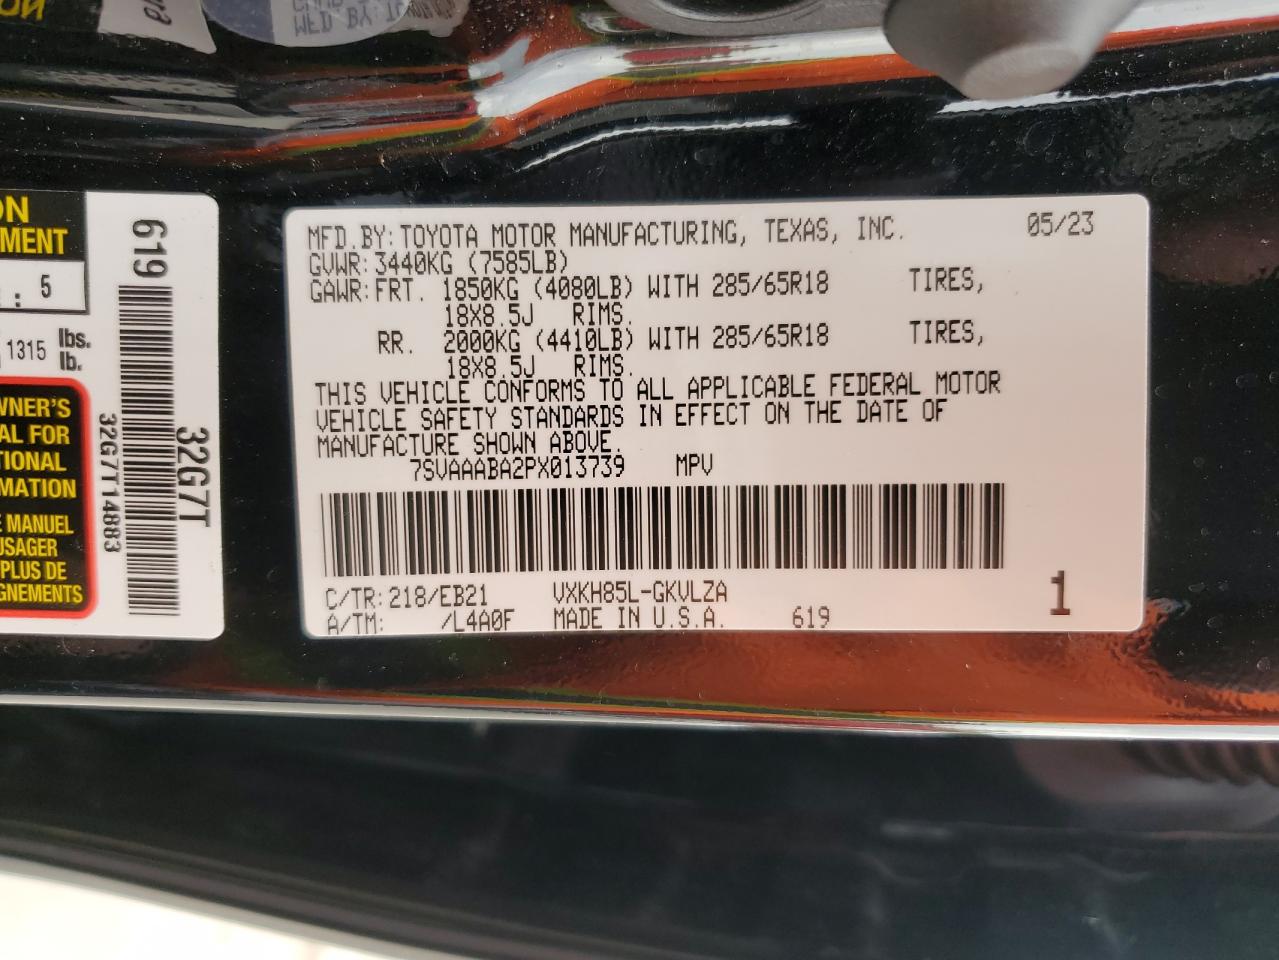 ON
MENT
: 5
1315 lbs.
lb.
WNER'S
AL FOR
TIONAL
MATION
E MANUEL
USAGER
PLUS DE
GNEMENTS
619
32G7T14883
32G7T
MFD.BY:TOYOTA MOTOR MANUFACTURING, TEXAS, INC. 05/23
GVWR:3440KG (7585LB)
GAWR:FRT. 1850KG (4080LB) WITH 285/65R18 TIRES,
18X8.5J RIMS.
RR. 2000KG (4410LB) WITH 285/65R18 TIRES,
18X8.5J RIMS.
THIS VEHICLE CONFORMS TO ALL APPLICABLE FEDERAL MOTOR
VEHICLE SAFETY STANDARDS IN EFFECT ON THE DATE OF
MANUFACTURE SHOWN ABOVE.
7SVAAABA2PX013739 MPV
C/TR:218/EB21 VXKH85L-GKVLZA
A/TM: /L4A0F MADE IN U.S.A. 619
1